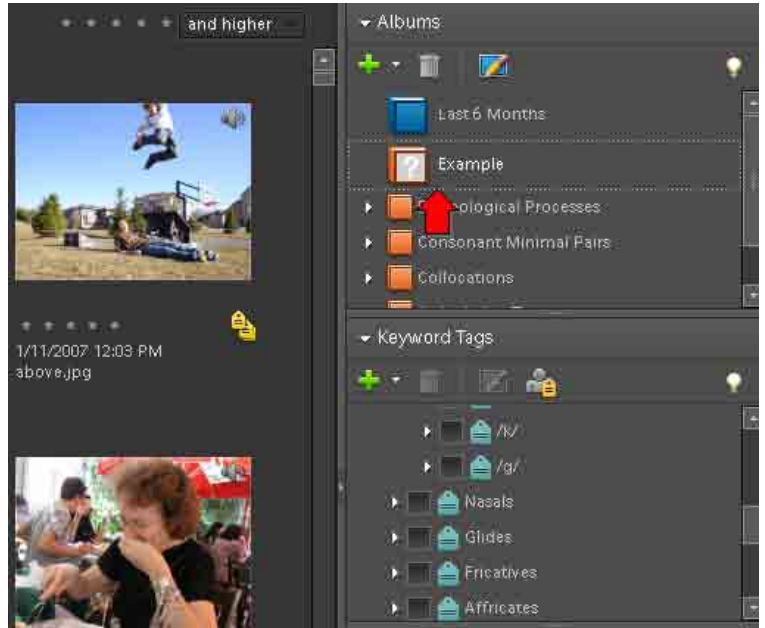 and higher
1/11/2007 12:03 PM
above.jpg
Albums
Last 6 Months
Example
ological Processes
Consonant Minimal Pairs
Collocations
Keyword Tags
/k/
/g/
Nasals
Glides
Fricatives
Affricates